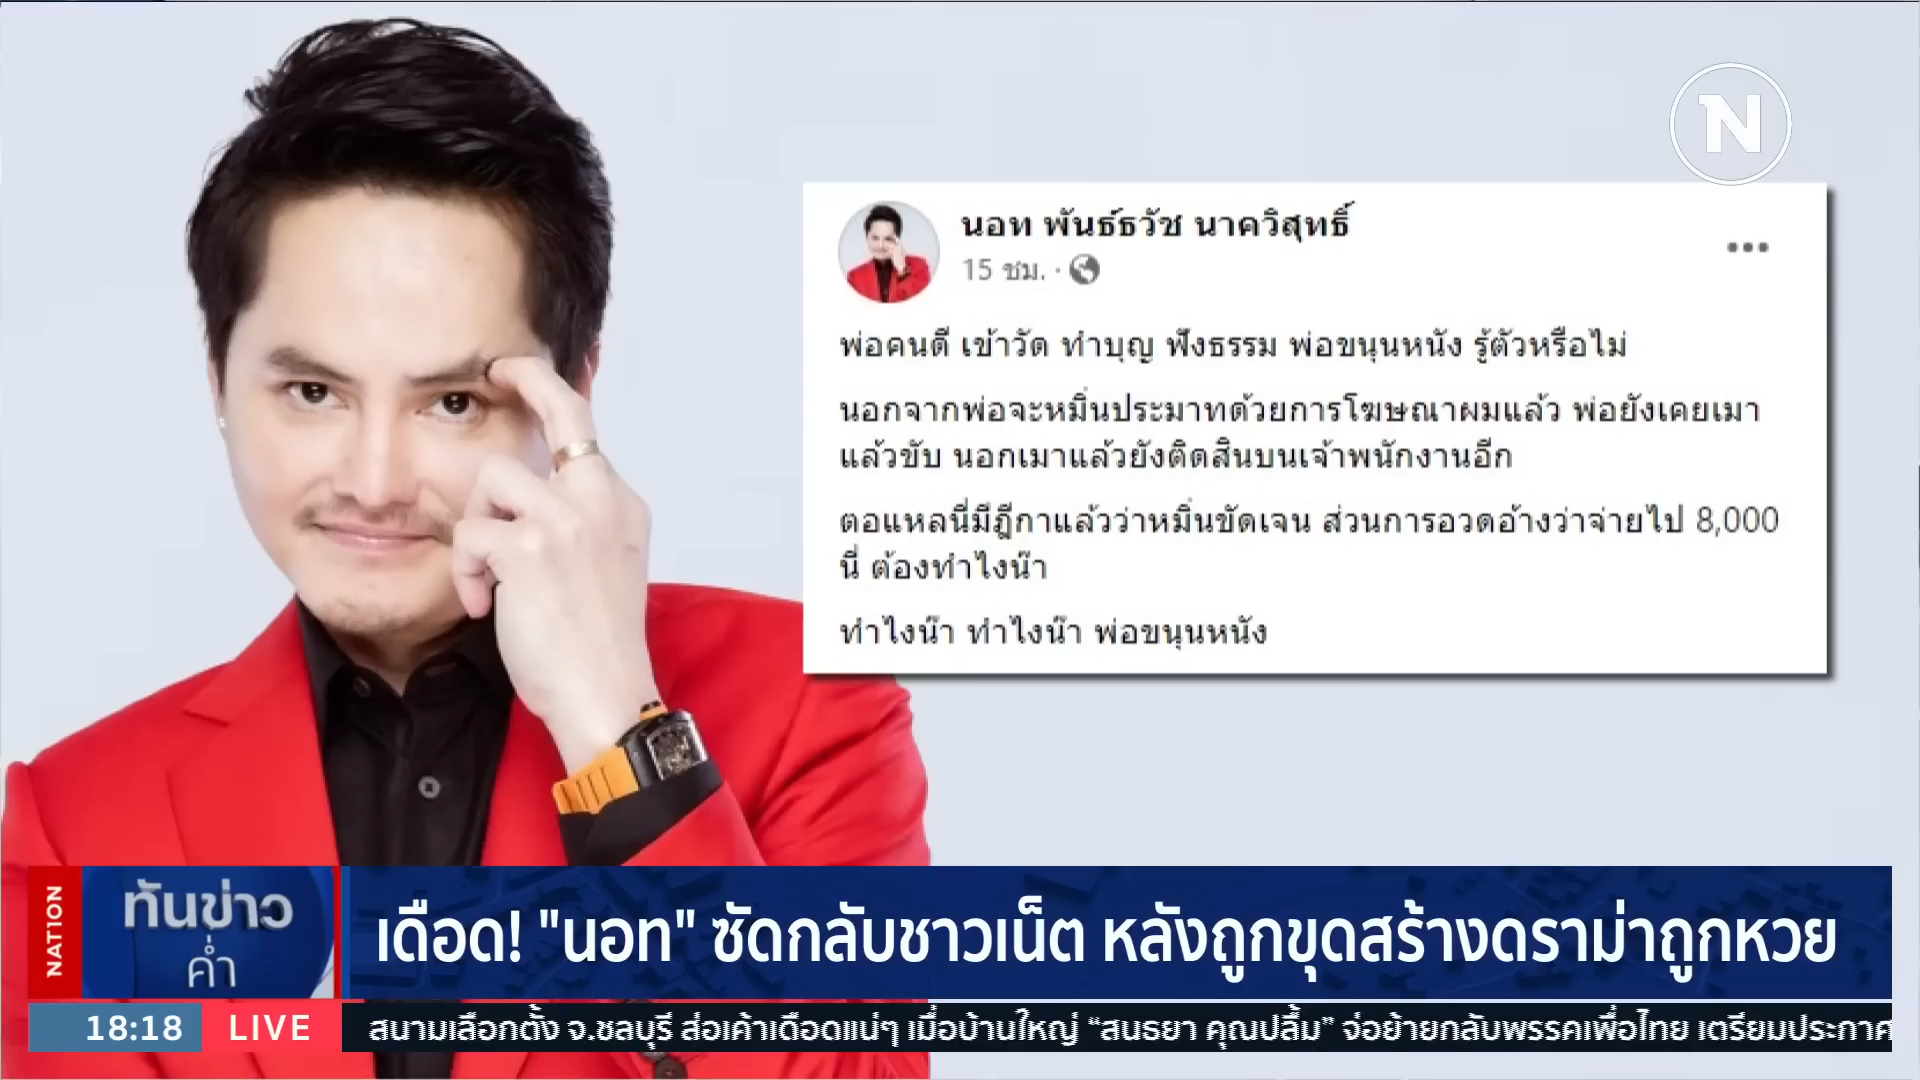 N
นอท พันธ์ธวัช นาควิสุทธิ์
15 ชม. ·
พ่อคนดี เข้าวัด ทำบุญ ฟังธรรม พ่อขนุนหนัง รู้ตัวหรือไม่
นอกจากพ่อจะหมิ่นประมาทด้วยการโฆษณาผมแล้ว พ่อยังเคยเมา
แล้วขับ นอกเมาแล้วยังติดสินบนเจ้าพนักงานอีก
ตอแหลนี่มีฎีกาแล้วว่าหมิ่นชัดเจน ส่วนการอวดอ้างว่าจ่ายไป 8,000
นี่ ต้องทำไงน๊า
ทำไงน๊า ทำไงน๊า พ่อขนุนหนัง
NATION
ทันข่าว
ค่ำ
เดือด! "นอท" ซัดกลับชาวเน็ต หลังถูกขุดสร้างดราม่าถูกหวย
18:18 LIVE สนามเลือกตั้ง จ.ชลบุรี ส่อเค้าเดือดแน่ๆ เมื่อบ้านใหญ่ “สนธยา คุณปลื้ม” จ่อย้ายกลับพรรคเพื่อไทย เตรียมประกาศ